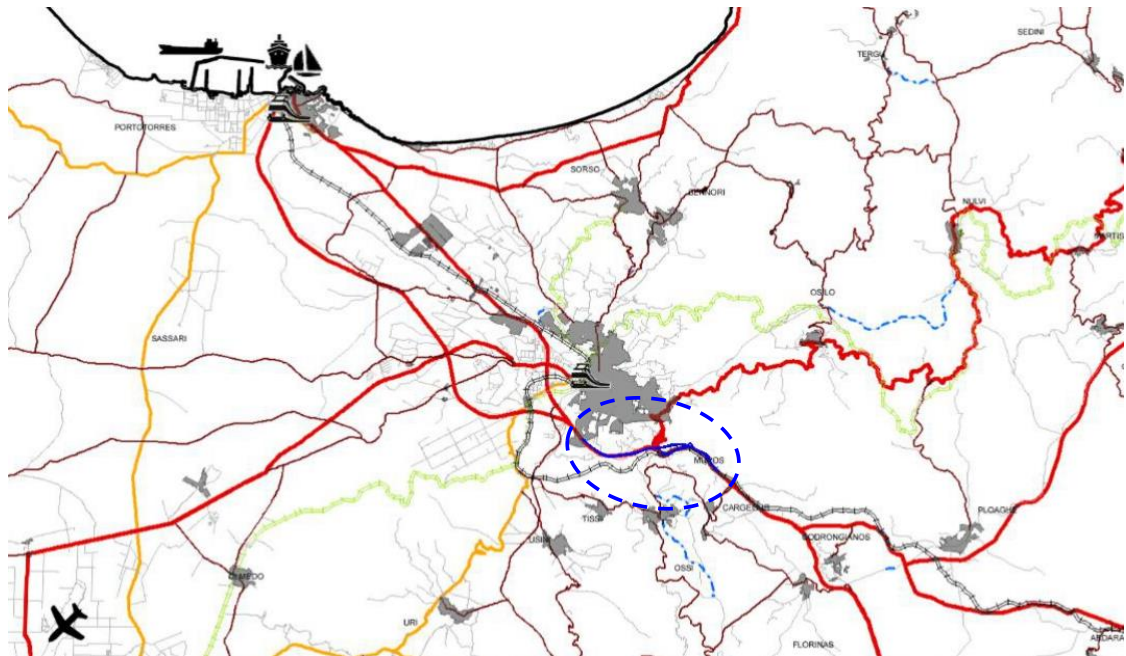 SEDINI
TERGU
PORTOTORRES
SORSO
SENNORI
NULVI
MARTIS
OSILO
SASSARI
MUROS
CARGEGHE
PLOAGHE
TISSI
CODRONGIANOS
USINI
OSSI
OLMEDO
URI
FLORINAS
ARDARA